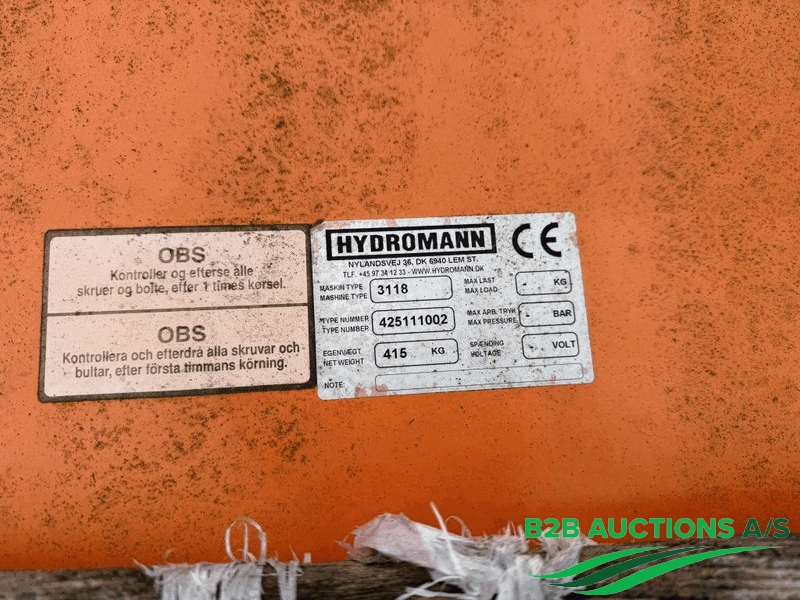 OBS
Kontroller og efterse alle
skruer og bolte, efter 1 times kørsel.
OBS
Kontrollera och efterdra alla skruvar och
bultar, efter första timmans körning.
HYDROMANN
CE
NYLANDSVEJ 36, DK 6940 LEM ST.
TLF. +45 97 34 12 33 - WWW.HYDROMANN.DK
MASKIN TYPE
MACHINE TYPE
3118
MAX LAST
MAX LOAD
- KG
TYPE NUMMER
TYPE NUMBER
425111002
MAX ARB. TRYK
MAX PRESSURE
- BAR
EGENVÆGT
NET WEIGHT
415 KG
SPÆNDING
VOLTAGE
- VOLT
NOTE:
B2B AUCTIONS A/S